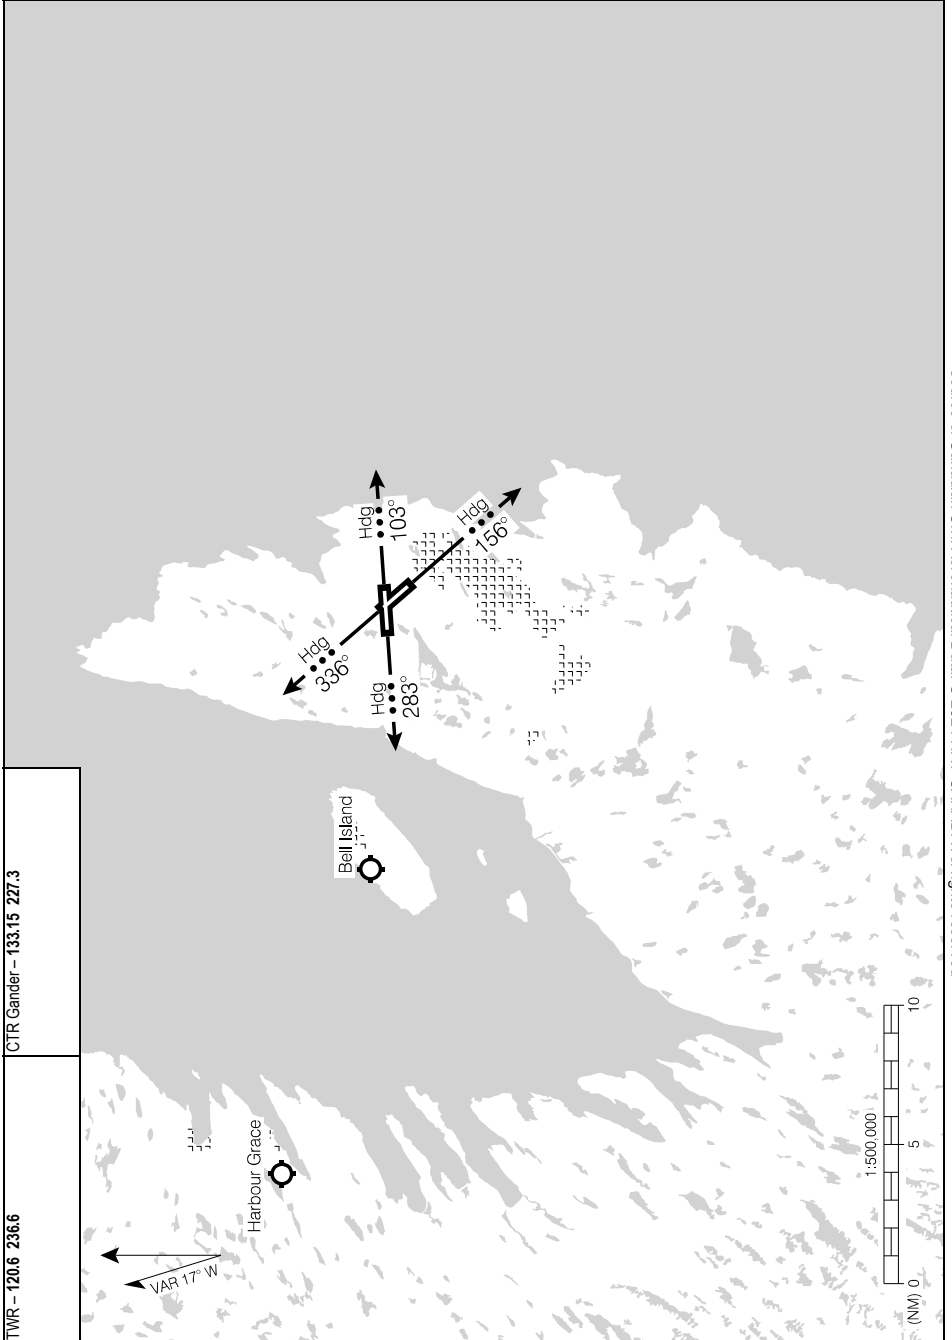 TWR – 120.6 236.6
CTR Gander – 133.15 227.3
Hdg
336°
Hdg
103°
Hdg
156°
Hdg
283°
Bell Island
Harbour Grace
VAR 17° W
1:500,000
(NM) 0 5 10